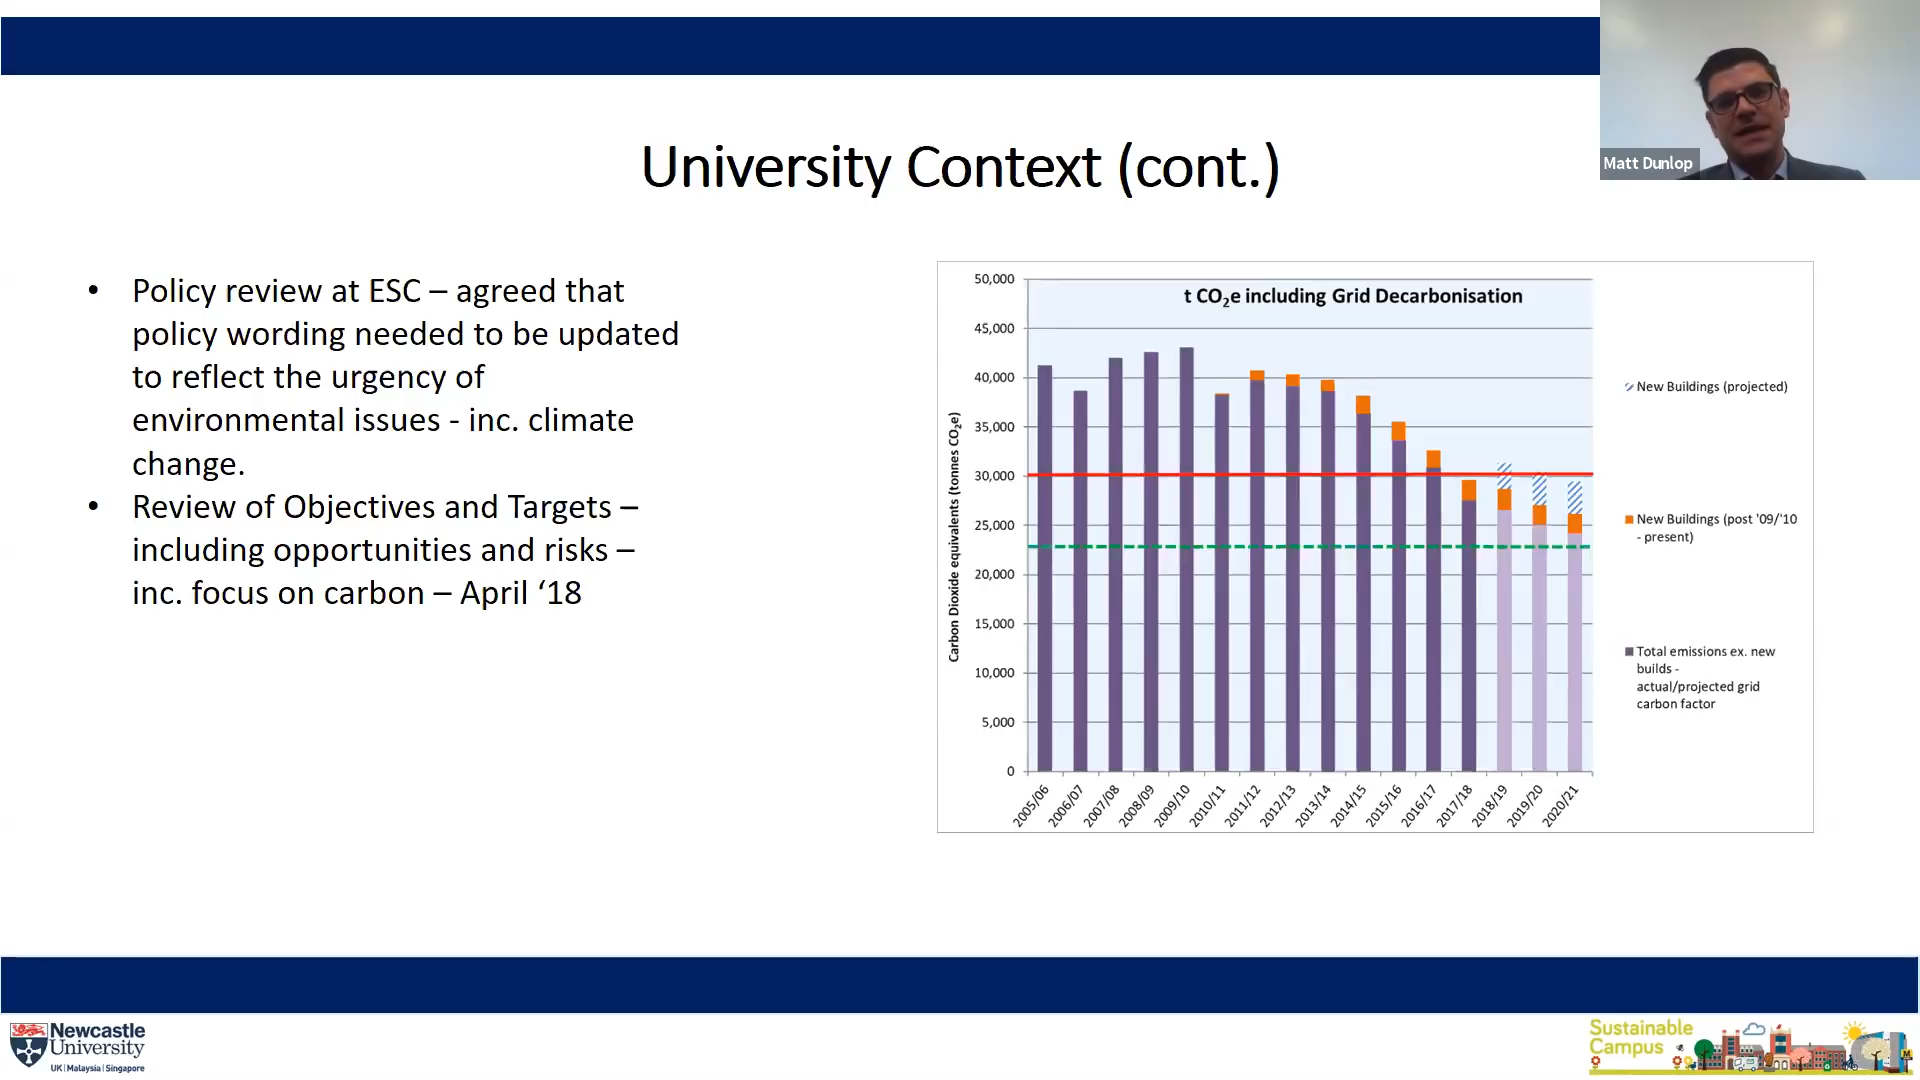 Matt Dunlop
University Context (cont.)
• Policy review at ESC – agreed that
policy wording needed to be updated
to reflect the urgency of
environmental issues - inc. climate
change.
• Review of Objectives and Targets –
including opportunities and risks –
inc. focus on carbon – April ‘18
t CO₂e including Grid Decarbonisation
Carbon Dioxide equivalents (tonnes CO₂e)
50,000
45,000
40,000
35,000
30,000
25,000
20,000
15,000
10,000
5,000
0
2005/06
2006/07
2007/08
2008/09
2009/10
2010/11
2011/12
2012/13
2013/14
2014/15
2015/16
2016/17
2017/18
2018/19
2019/20
2020/21
New Buildings (projected)
New Buildings (post '09/'10
- present)
Total emissions ex. new
builds -
actual/projected grid
carbon factor
Newcastle
University
UK | Malaysia | Singapore
Sustainable
Campus
M